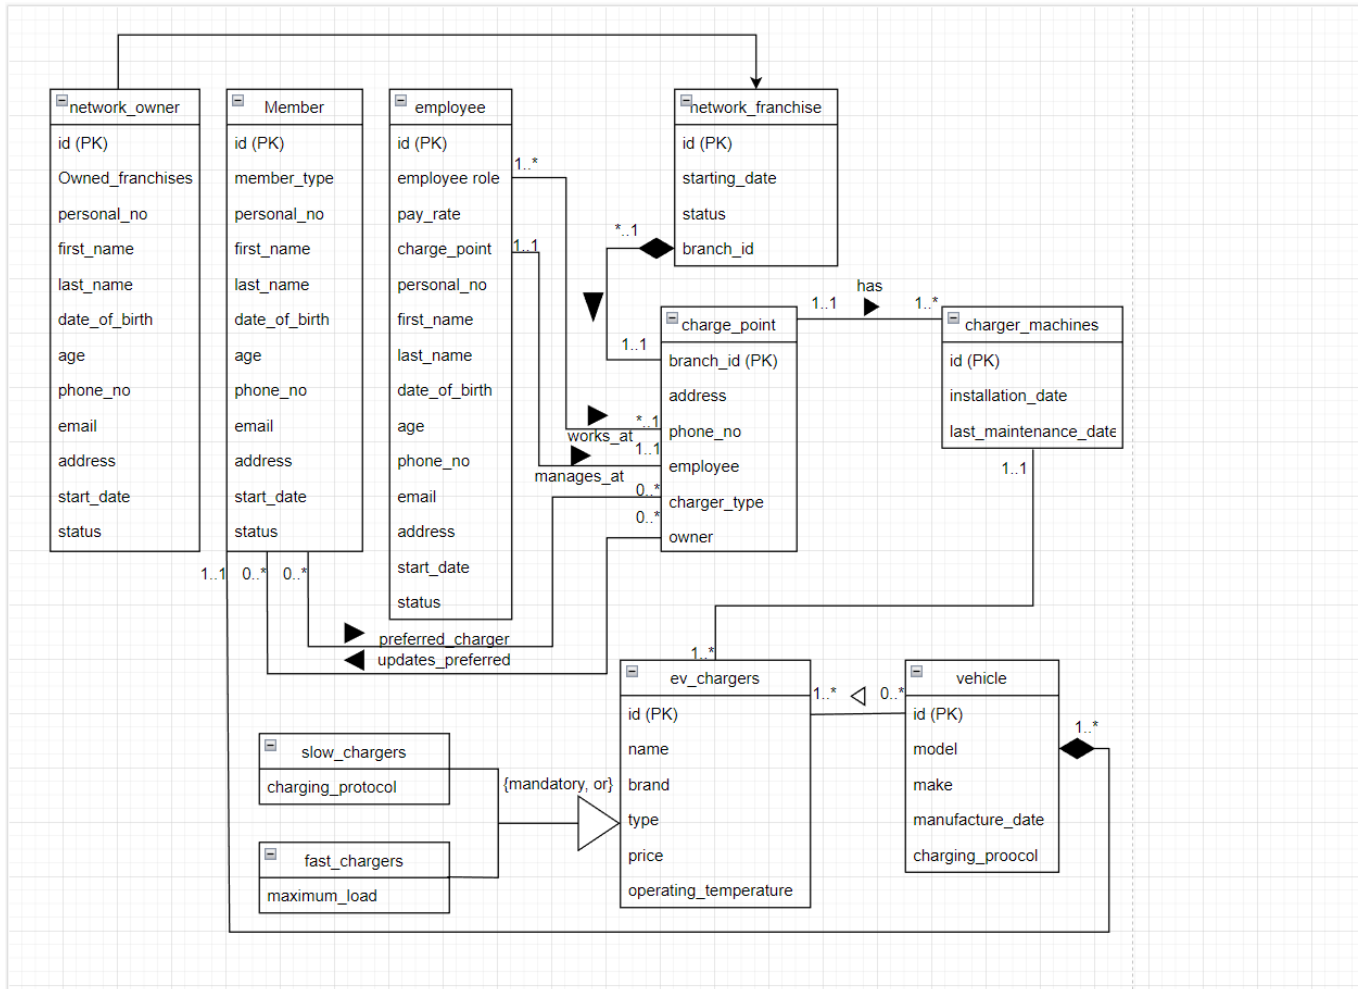 network_owner
id (PK)
Owned_franchises
personal_no
first_name
last_name
date_of_birth
age
phone_no
email
address
start_date
status
Member
id (PK)
member_type
personal_no
first_name
last_name
date_of_birth
age
phone_no
email
address
start_date
status
employee
id (PK)
employee role
pay_rate
charge_point
personal_no
first_name
last_name
date_of_birth
age
phone_no
email
address
start_date
status
network_franchise
id (PK)
starting_date
status
branch_id
1..*
1..1
*..1
1..1
charge_point
branch_id (PK)
address
phone_no
employee
charger_type
owner
1..1
has
1..*
charger_machines
id (PK)
installation_date
last_maintenance_date
works_at
*..1
manages_at
1..1
0..*
0..*
1..1
0..*
0..*
preferred_charger
updates_preferred
1..1
1..*
ev_chargers
id (PK)
name
brand
type
price
operating_temperature
1..*
0..*
vehicle
id (PK)
model
make
manufacture_date
charging_proocol
1..*
slow_chargers
charging_protocol
{mandatory, or}
fast_chargers
maximum_load